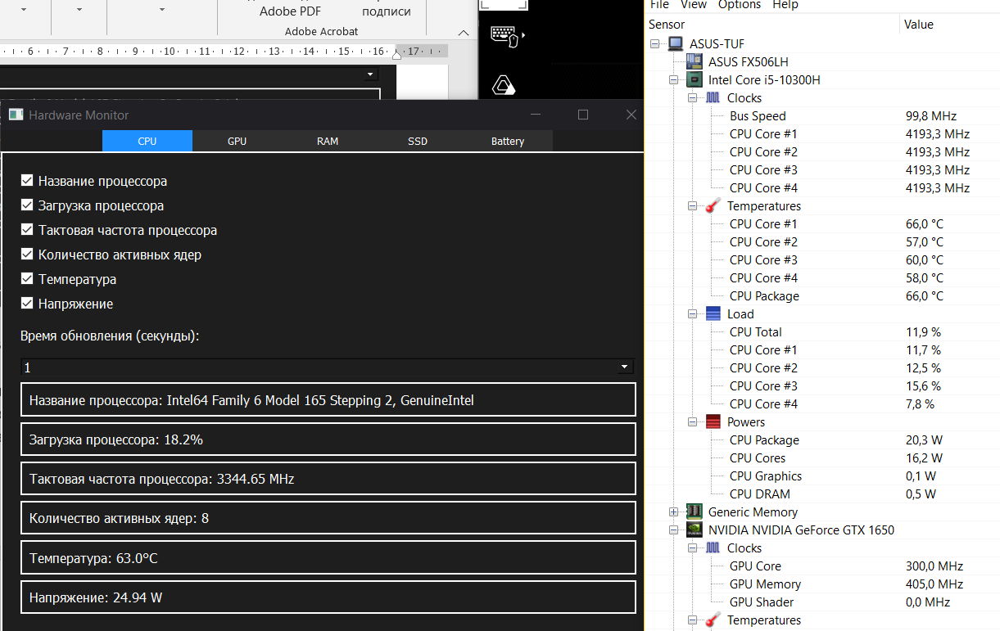 Adobe PDF
подписи
Adobe Acrobat
· 6 · 7 · 8 · 9 · 10 · 11 · 12 · 13 · 14 · 15 · 16 · 17 ·
Hardware Monitor
CPU GPU RAM SSD Battery
Название процессора
Загрузка процессора
Тактовая частота процессора
Количество активных ядер
Температура
Напряжение
Время обновления (секунды):
1
Название процессора: Intel64 Family 6 Model 165 Stepping 2, GenuineIntel
Загрузка процессора: 18.2%
Тактовая частота процессора: 3344.65 MHz
Количество активных ядер: 8
Температура: 63.0°C
Напряжение: 24.94 W
File View Options Help
Sensor Value
ASUS-TUF
ASUS FX506LH
Intel Core i5-10300H
Clocks
Bus Speed 99,8 MHz
CPU Core #1 4193,3 MHz
CPU Core #2 4193,3 MHz
CPU Core #3 4193,3 MHz
CPU Core #4 4193,3 MHz
Temperatures
CPU Core #1 66,0 °C
CPU Core #2 57,0 °C
CPU Core #3 60,0 °C
CPU Core #4 58,0 °C
CPU Package 66,0 °C
Load
CPU Total 11,9 %
CPU Core #1 11,7 %
CPU Core #2 12,5 %
CPU Core #3 15,6 %
CPU Core #4 7,8 %
Powers
CPU Package 20,3 W
CPU Cores 16,2 W
CPU Graphics 0,1 W
CPU DRAM 0,5 W
Generic Memory
NVIDIA NVIDIA GeForce GTX 1650
Clocks
GPU Core 300,0 MHz
GPU Memory 405,0 MHz
GPU Shader 0,0 MHz
Temperatures